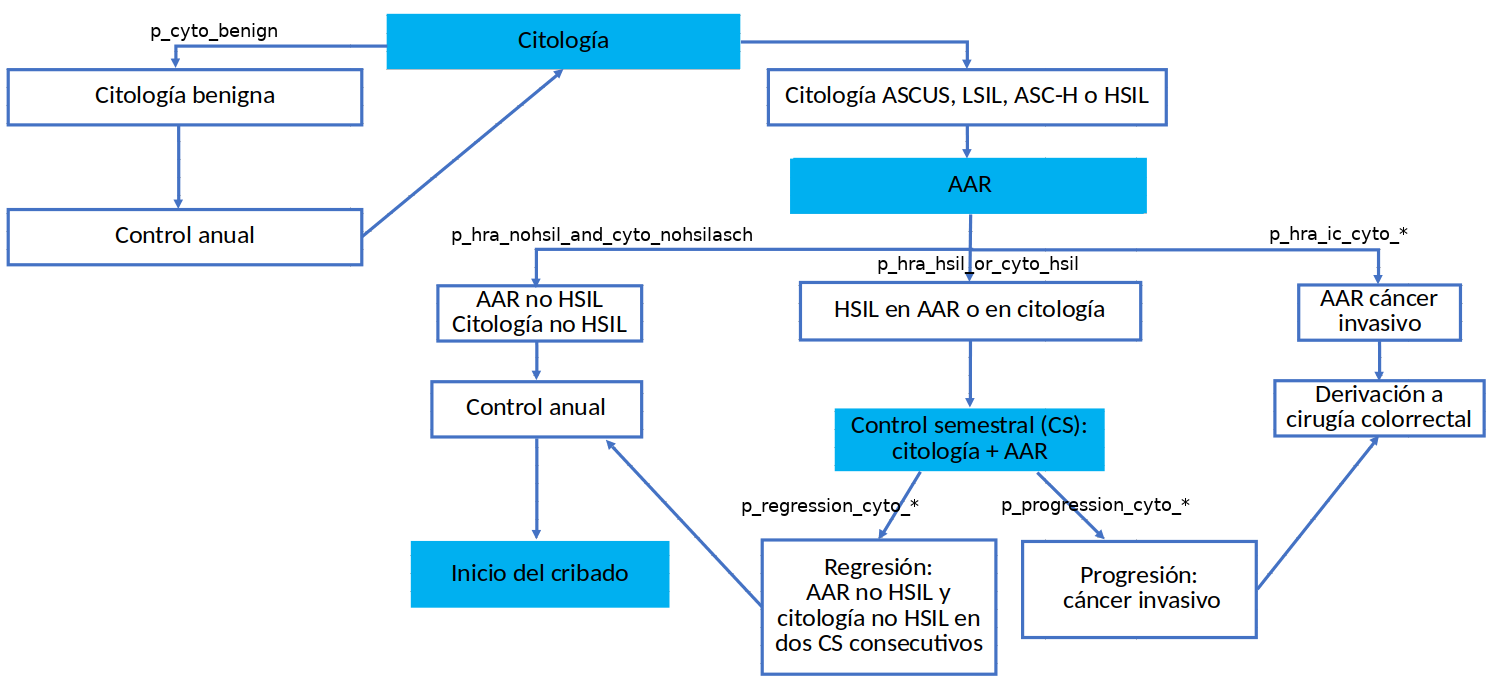 p_cyto_benign
Citología
Citología benigna
Citología ASCUS, LSIL, ASC-H o HSIL
AAR
Control anual
p_hra_nohsil_and_cyto_nohsilasch
p_hra_ic_cyto_*
p_hra_hsil_or_cyto_hsil
AAR no HSIL
Citología no HSIL
HSIL en AAR o en citología
AAR cáncer
invasivo
Control anual
Derivación a
cirugía colorrectal
Control semestral (CS):
citología + AAR
p_regression_cyto_*
p_progression_cyto_*
Inicio del cribado
Regresión:
AAR no HSIL y
citología no HSIL en
dos CS consecutivos
Progresión:
cáncer invasivo